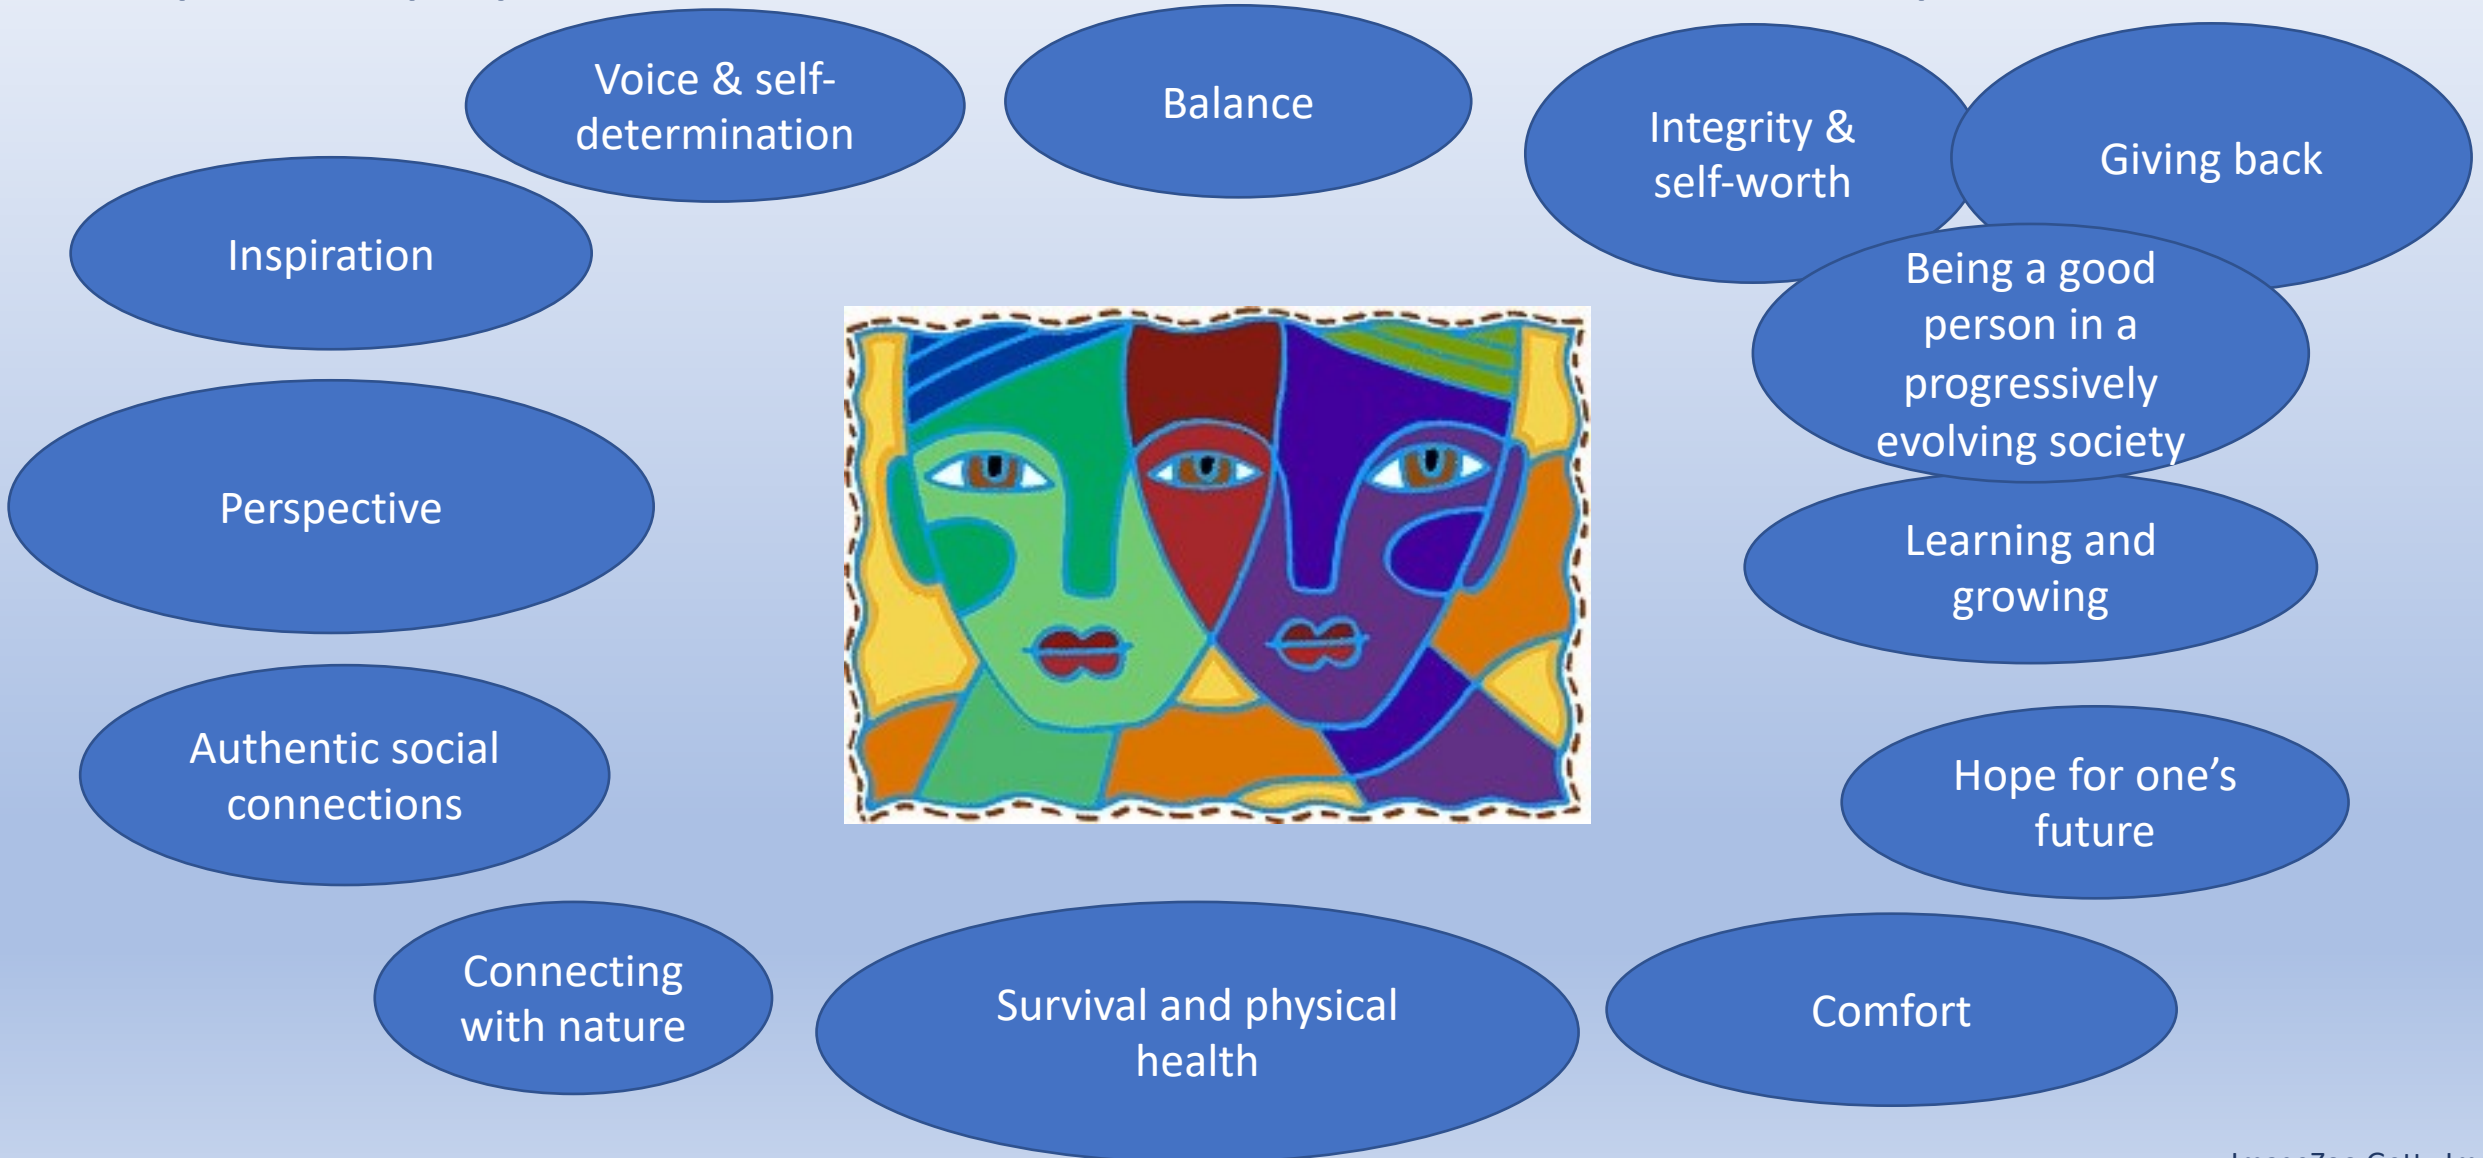 Voice & self-
determination
Balance
Integrity &
self-worth
Giving back
Inspiration
Being a good
person in a
progressively
evolving society
Perspective
Learning and
growing
Authentic social
connections
Hope for one’s
future
Connecting
with nature
Survival and physical
health
Comfort